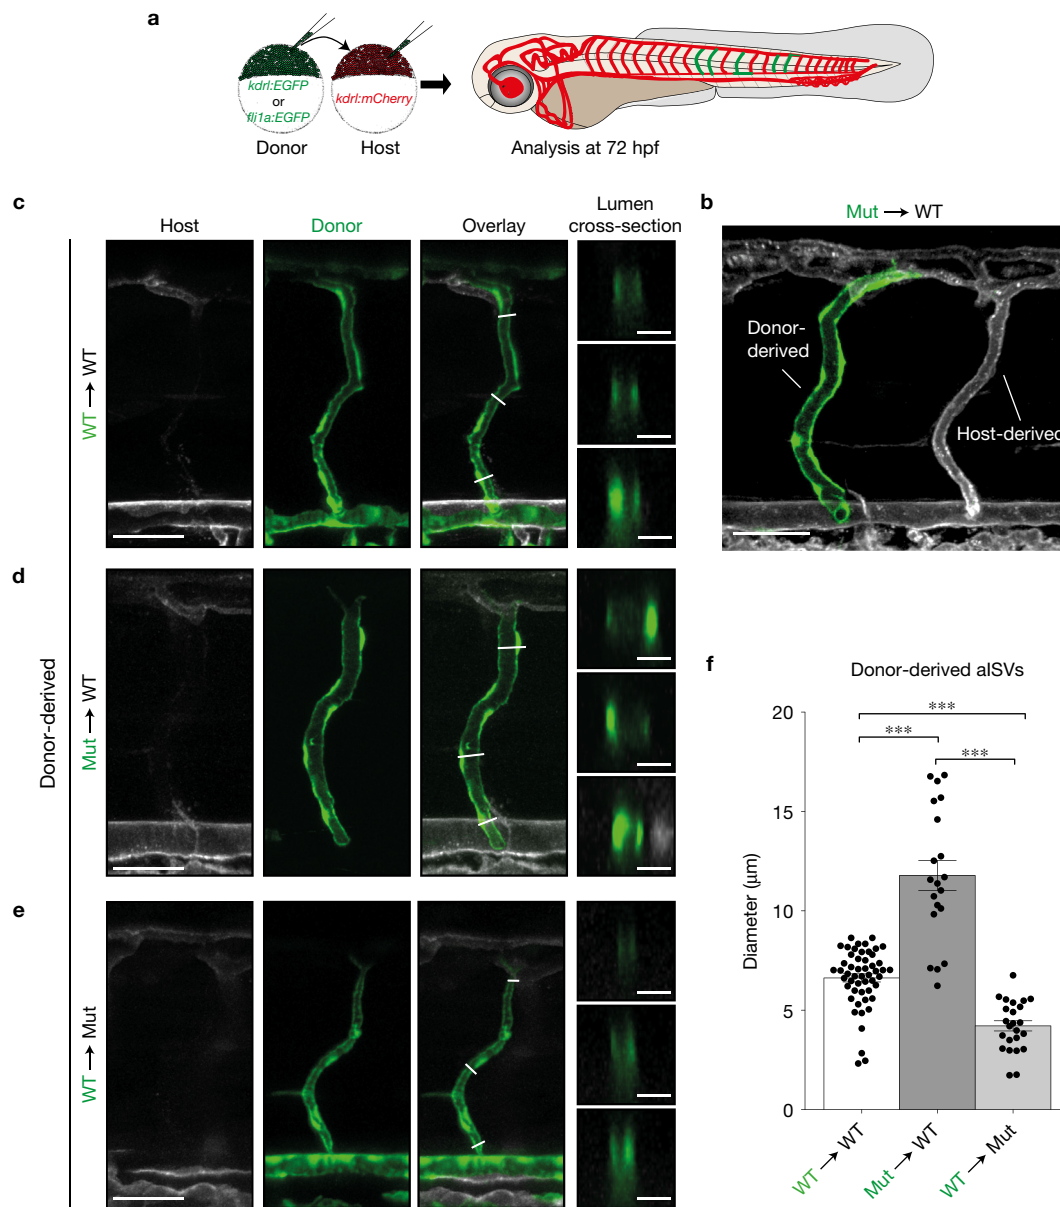 a
kdrl:EGFP
or
fli1a:EGFP
kdrl:mCherry
Donor
Host
Analysis at 72 hpf
c
Host
Donor
Overlay
Lumen
cross-section
WT → WT
b
Mut → WT
Donor-
derived
Host-derived
d
Donor-derived
Mut → WT
e
WT → Mut
f
Donor-derived aISVs
***
***
***
Diameter (µm)
20
15
10
5
0
WT → WT
Mut → WT
WT → Mut